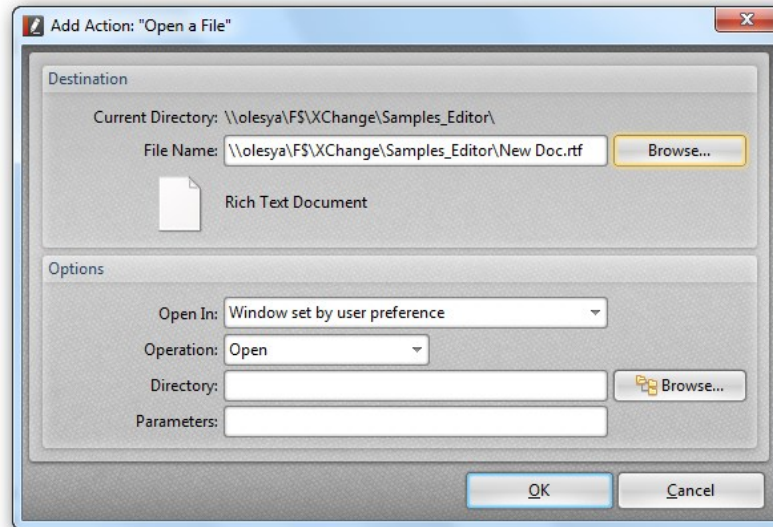 Add Action: "Open a File"
Destination
Current Directory: \\olesya\F$\XChange\Samples_Editor\
File Name: \\olesya\F$\XChange\Samples_Editor\New Doc.rtf Browse...
Rich Text Document
Options
Open In: Window set by user preference
Operation: Open
Directory: Browse...
Parameters:
OK Cancel